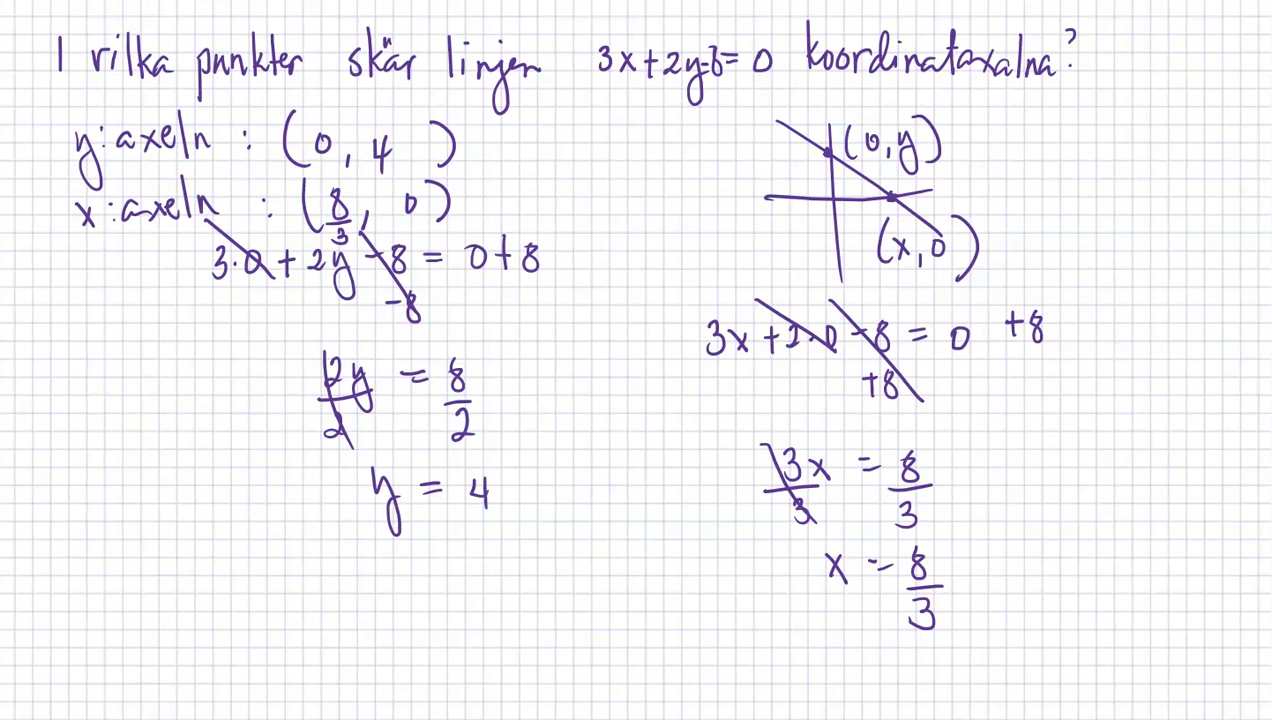 I vilka punkter skär linjen 3x+2y-8=0 koordinataxalna?
y:axeln : (0, 4)
x:axeln : (8/3, 0)
3·0 + 2y - 8 = 0+8
-8
2y/2 = 8/2
y = 4
(0,y)
(x,0)
3x + 2·0 - 8 = 0 +8
+8
3x/3 = 8/3
x = 8/3